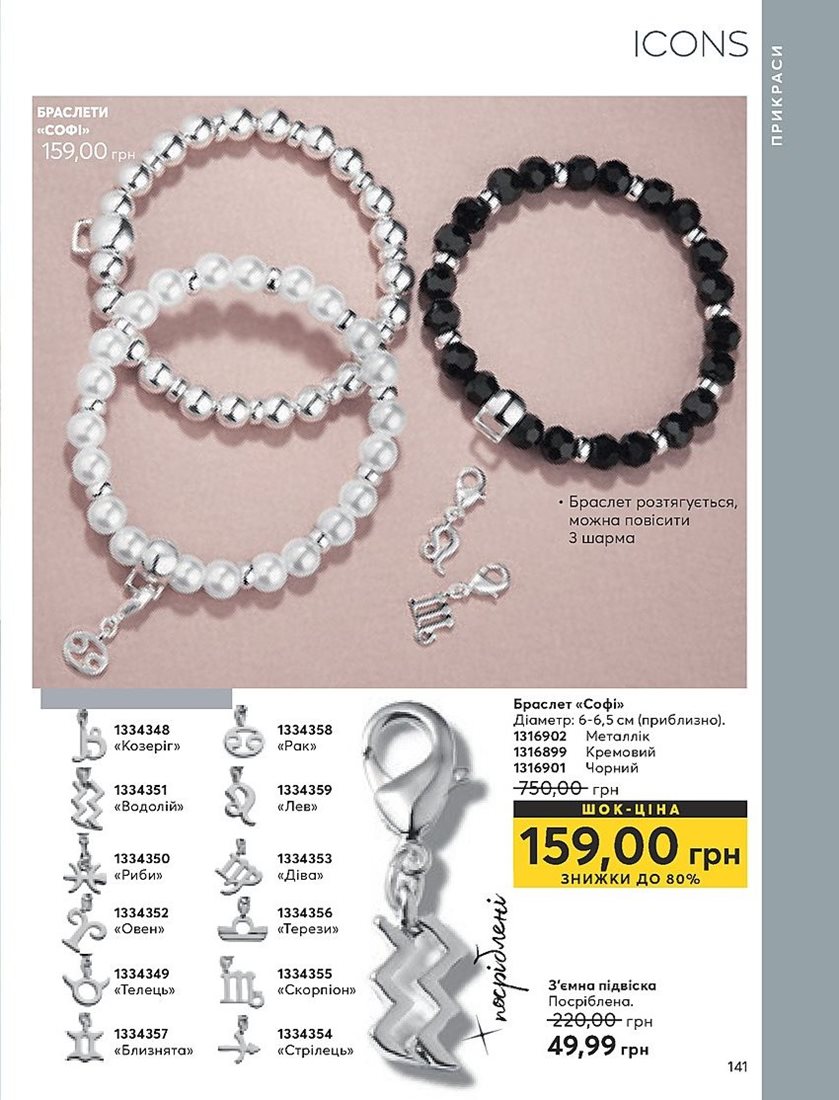 ICONS
ПРИКРАСИ
БРАСЛЕТИ
«СОФІ»
159,00 грн
• Браслет розтягується,
можна повісити
3 шарма
1334348
«Козеріг»
1334351
«Водолій»
1334350
«Риби»
1334352
«Овен»
1334349
«Телець»
1334357
«Близнята»
1334358
«Рак»
1334359
«Лев»
1334353
«Діва»
1334356
«Терези»
1334355
«Скорпіон»
1334354
«Стрілець»
посріблені
Браслет «Софі»
Діаметр: 6-6,5 см (приблизно).
1316902 Металлік
1316899 Кремовий
1316901 Чорний
750,00 грн
ШОК-ЦІНА
159,00 грн
ЗНИЖКИ ДО 80%
З'ємна підвіска
Посріблена.
220,00 грн
49,99 грн
141